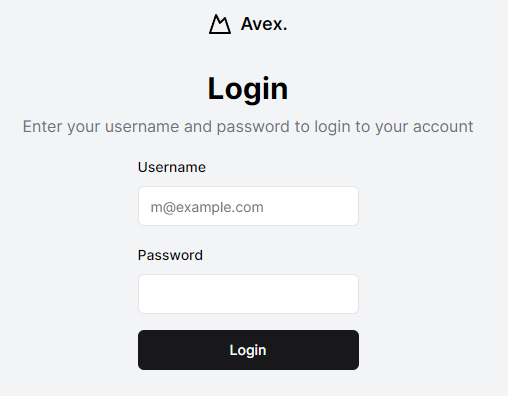 Avex.
Login
Enter your username and password to login to your account
Username
m@example.com
Password
Login